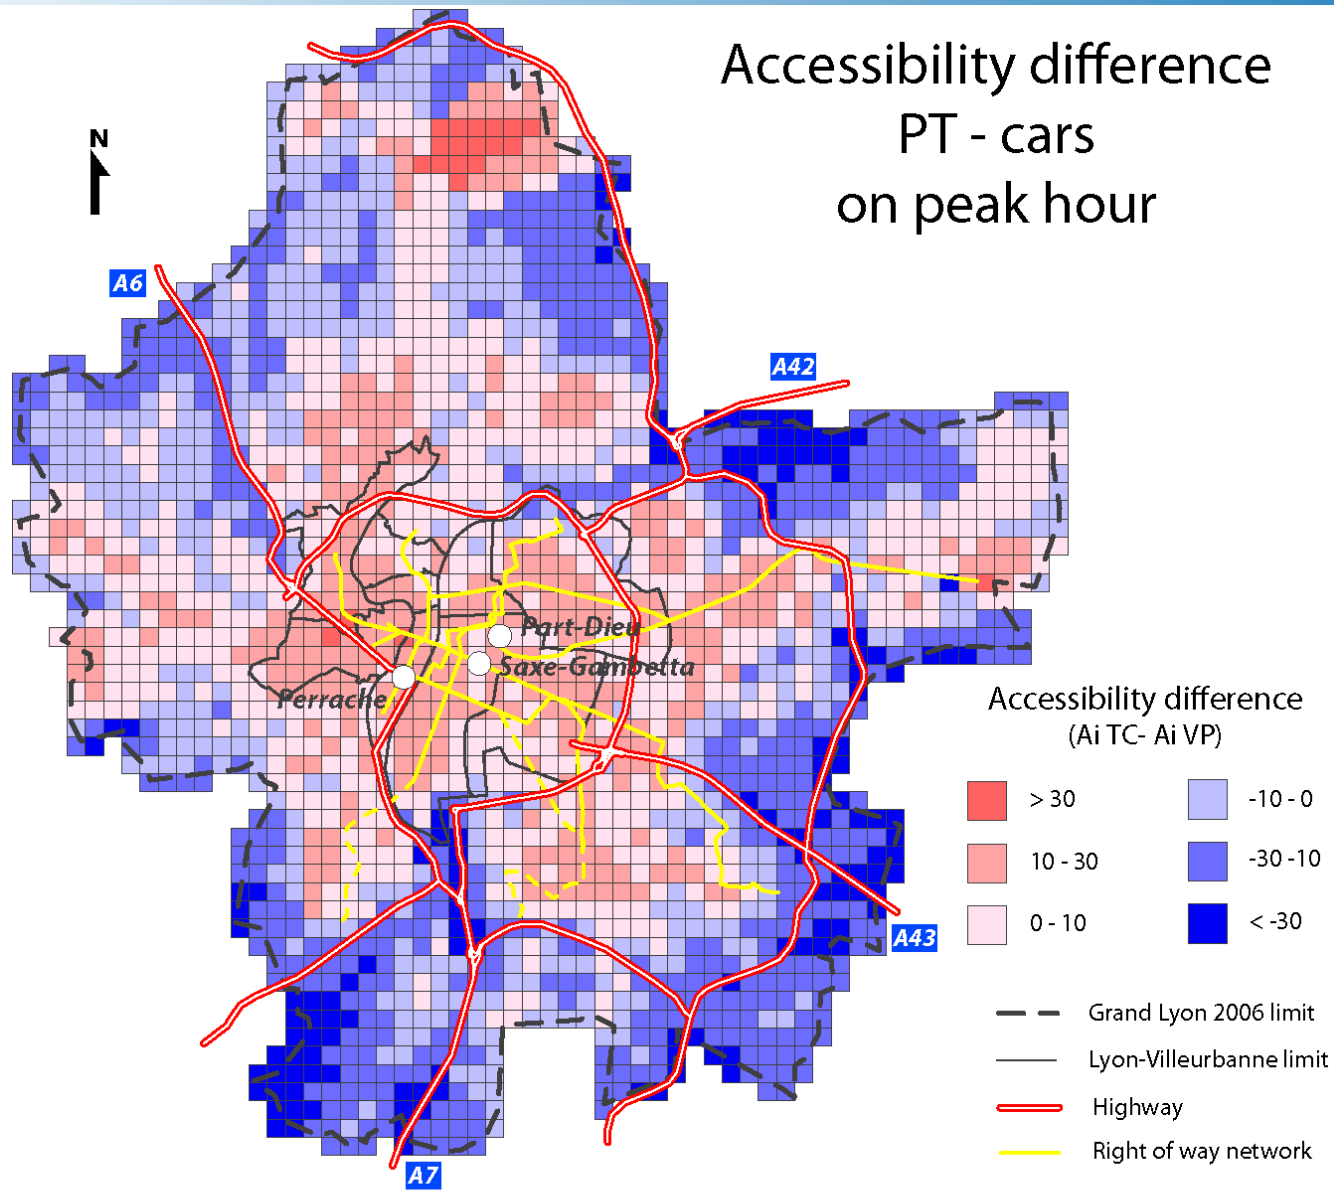 Accessibility difference
PT - cars
on peak hour
N
A6
A42
Part-Dieu
Saxe-Gambetta
Perrache
Accessibility difference
(Ai TC- Ai VP)
> 30
-10 - 0
10 - 30
-30 -10
0 - 10
< -30
A43
Grand Lyon 2006 limit
Lyon-Villeurbanne limit
Highway
Right of way network
A7